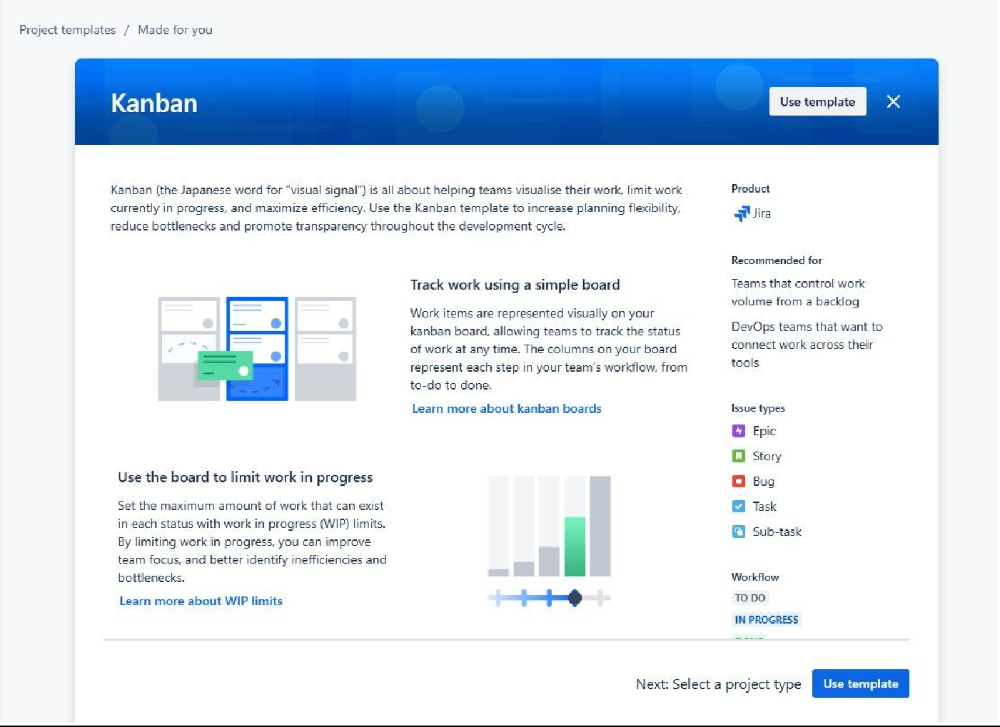 Project templates / Made for you
Kanban
Use template
Kanban (the Japanese word for "visual signal") is all about helping teams visualise their work, limit work
currently in progress, and maximize efficiency. Use the Kanban template to increase planning flexibility,
reduce bottlenecks and promote transparency throughout the development cycle.
Track work using a simple board
Work items are represented visually on your
kanban board, allowing teams to track the status
of work at any time. The columns on your board
represent each step in your team's workflow, from
to-do to done.
Learn more about kanban boards
Use the board to limit work in progress
Set the maximum amount of work that can exist
in each status with work in progress (WIP) limits.
By limiting work in progress, you can improve
team focus, and better identify inefficiencies and
bottlenecks.
Learn more about WIP limits
Product
Jira
Recommended for
Teams that control work
volume from a backlog
DevOps teams that want to
connect work across their
tools
Issue types
Epic
Story
Bug
Task
Sub-task
Workflow
TO DO
IN PROGRESS
Next: Select a project type
Use template